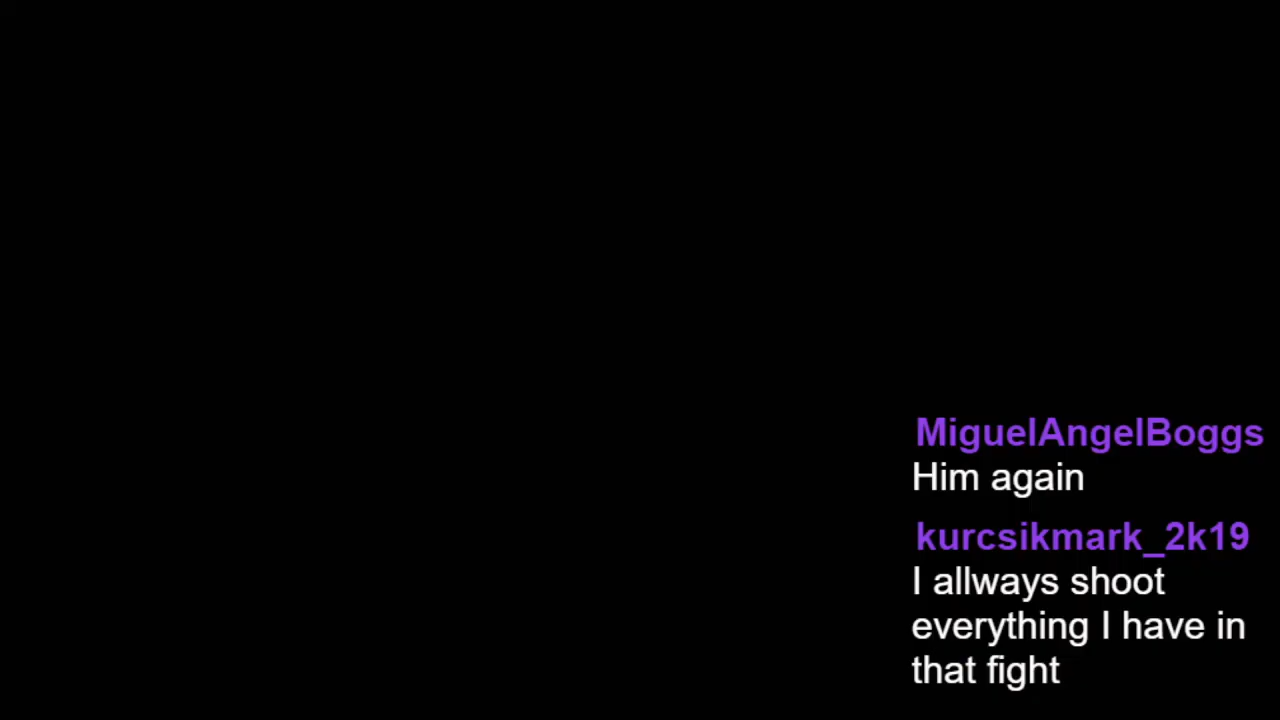 MiguelAngelBoggs
Him again
kurcsikmark_2k19
I allways shoot
everything I have in
that fight